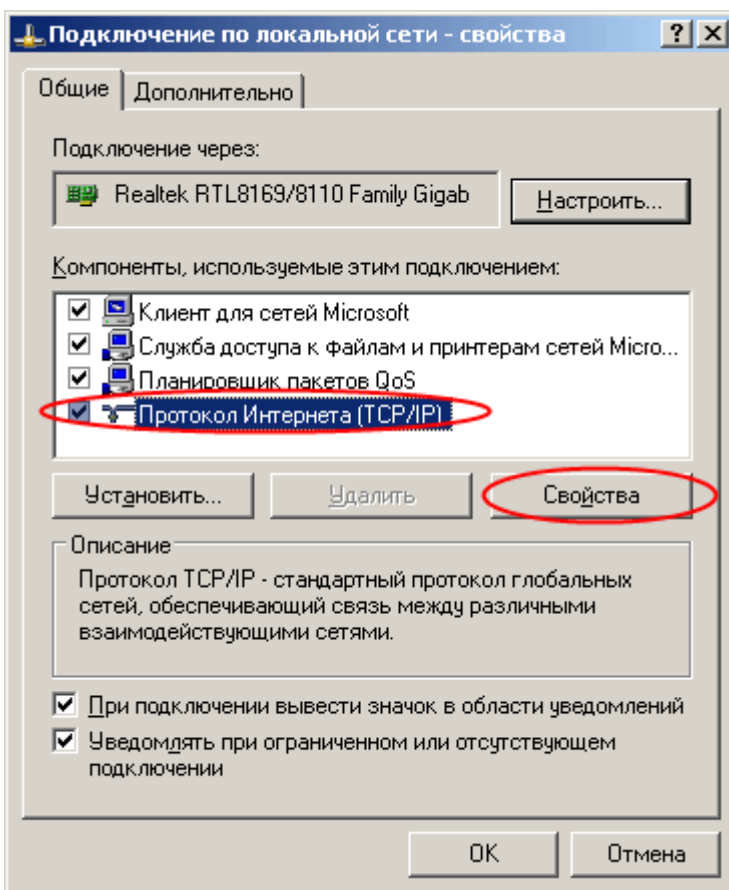 Подключение по локальной сети - свойства
Общие
Дополнительно
Подключение через:
Realtek RTL8169/8110 Family Gigab
Настроить...
Компоненты, используемые этим подключением:
Клиент для сетей Microsoft
Служба доступа к файлам и принтерам сетей Micro...
Планировщик пакетов QoS
Протокол Интернета (TCP/IP)
Установить...
Удалить
Свойства
Описание
Протокол TCP/IP - стандартный протокол глобальных
сетей, обеспечивающий связь между различными
взаимодействующими сетями.
При подключении вывести значок в области уведомлений
Уведомлять при ограниченном или отсутствующем
подключении
OK
Отмена